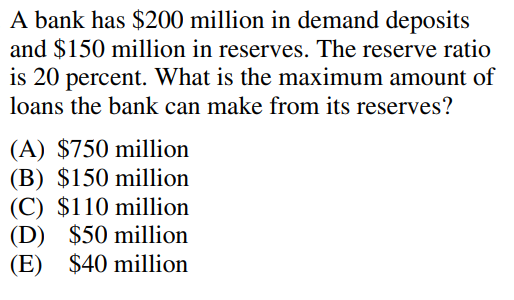 A bank has $200 million in demand deposits
and $150 million in reserves. The reserve ratio
is 20 percent. What is the maximum amount of
loans the bank can make from its reserves?
(A) $750 million
(B) $150 million
(C) $110 million
(D) $50 million
(E) $40 million